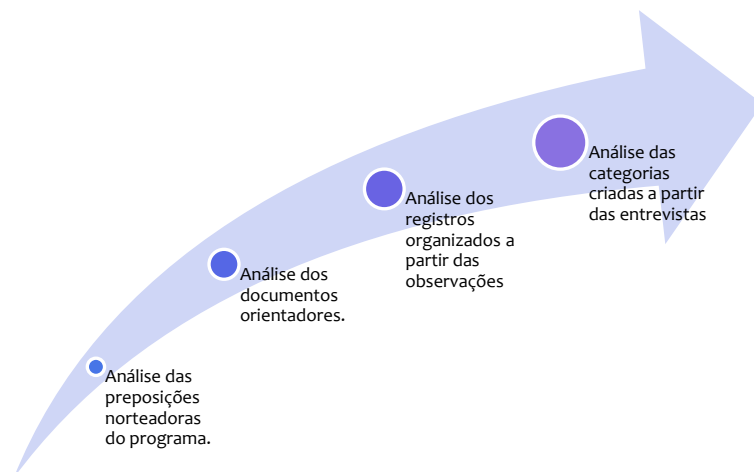 Análise das
preposições
norteadoras
do programa.
Análise dos
documentos
orientadores.
Análise dos
registros
organizados a
partir das
observações
Análise das
categorias
criadas a partir
das entrevistas